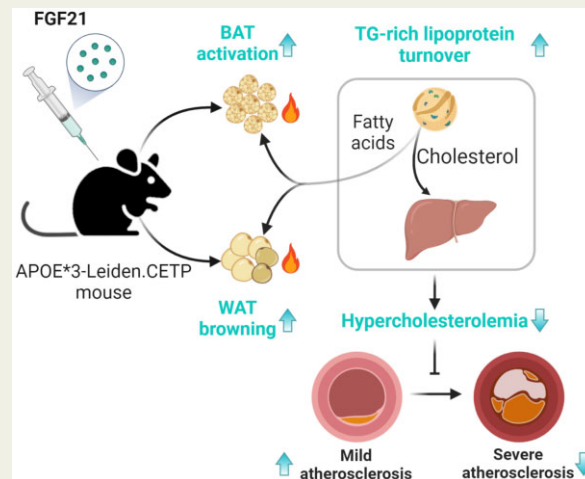 FGF21
BAT
activation
TG-rich lipoprotein
turnover
Fatty
acids
Cholesterol
APOE*3-Leiden.CETP
mouse
WAT
browning
Hypercholesterolemia
Mild
atherosclerosis
Severe
atherosclerosis